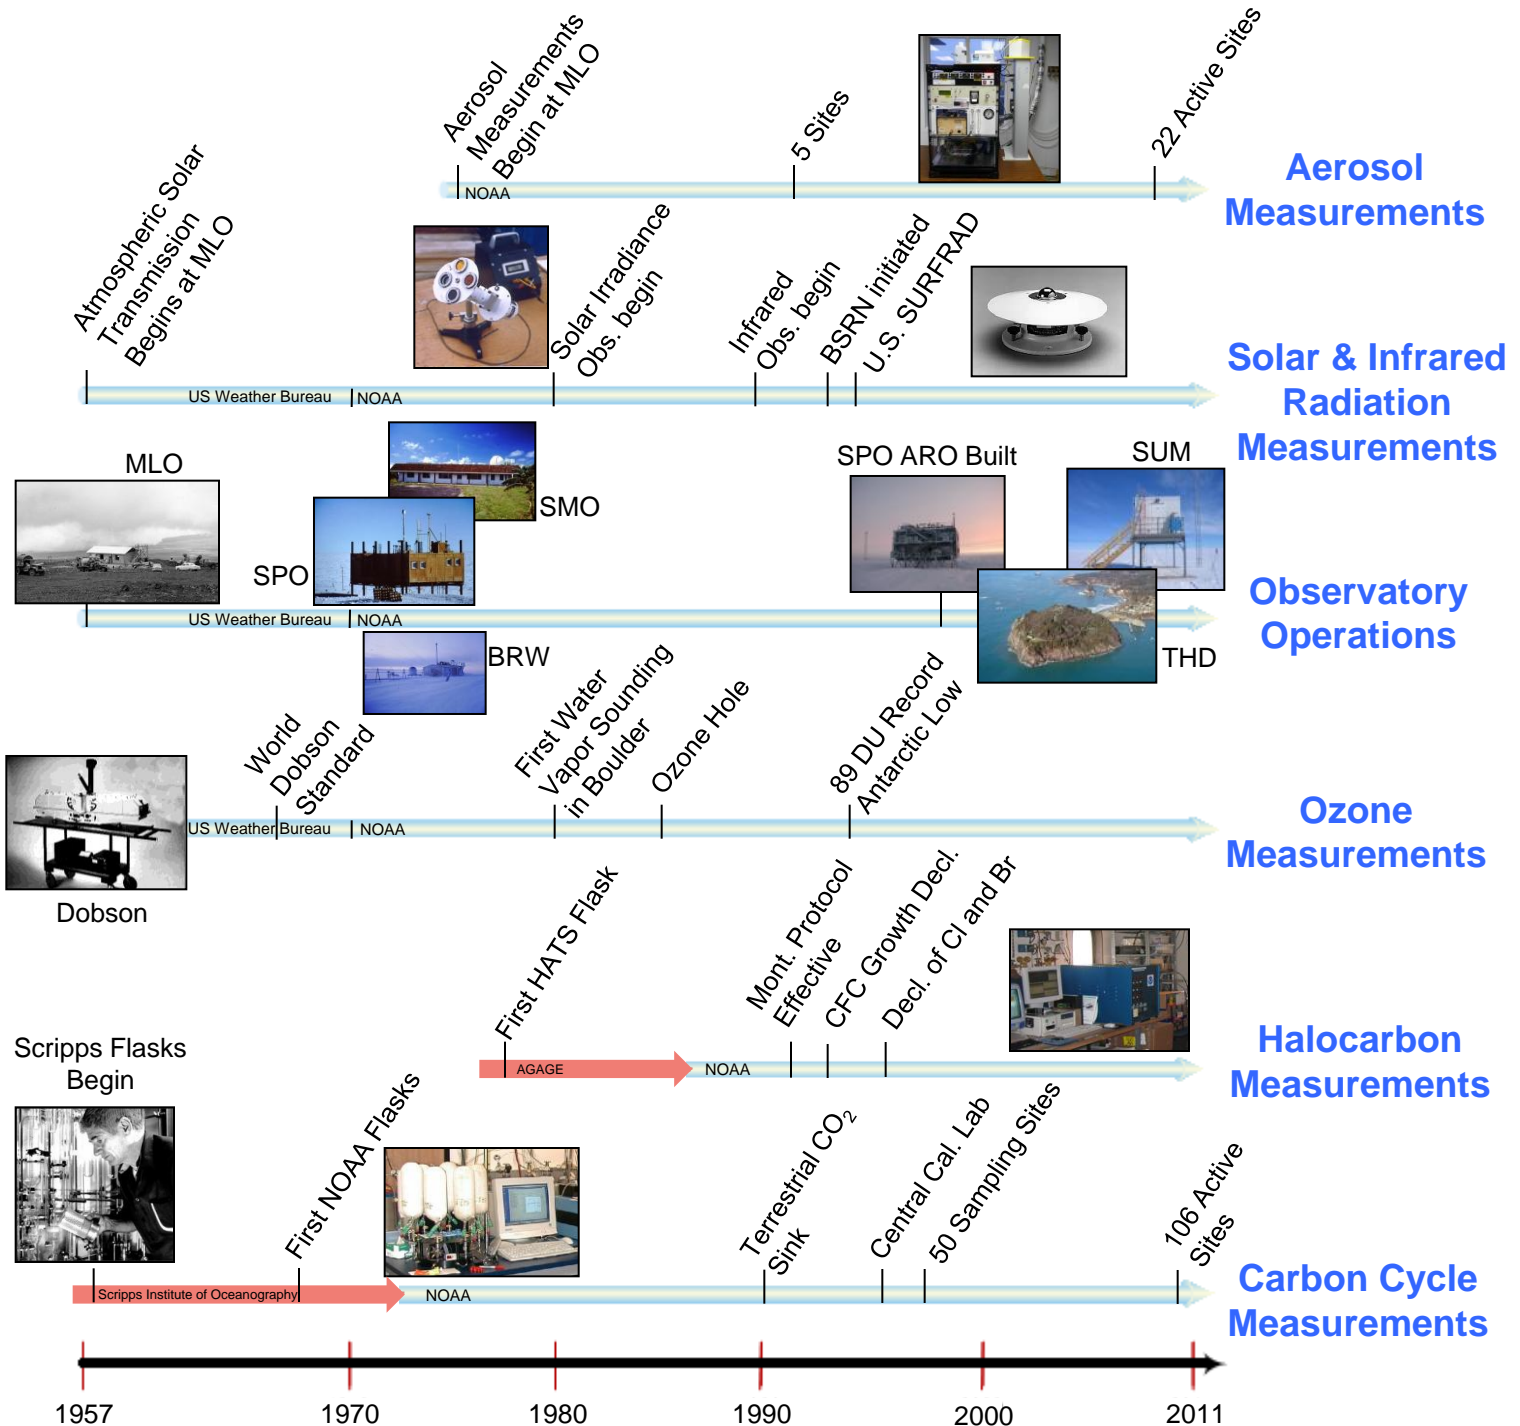 Aerosol
Measurements
Begin at MLO
5 Sites
22 Active Sites
NOAA
Aerosol
Measurements
Atmospheric Solar
Transmission
Begins at MLO
Solar Irradiance
Obs. begin
Infrared
Obs. begin
BSRN initiated
U.S. SURFRAD
US Weather Bureau
NOAA
Solar & Infrared
Radiation
Measurements
MLO
SPO
SMO
BRW
SPO ARO Built
SUM
THD
US Weather Bureau
NOAA
Observatory
Operations
Dobson
World
Dobson
Standard
First Water
Vapor Sounding
in Boulder
Ozone Hole
89 DU Record
Antarctic Low
US Weather Bureau
NOAA
Ozone
Measurements
First HATS Flask
Mont. Protocol
Effective
CFC Growth Decl.
Decl. of Cl and Br
AGAGE
NOAA
Halocarbon
Measurements
Scripps Flasks
Begin
First NOAA Flasks
Terrestrial CO₂
Sink
Central Cal. Lab
50 Sampling Sites
106 Active
Sites
Scripps Institute of Oceanography
NOAA
Carbon Cycle
Measurements
1957
1970
1980
1990
2000
2011